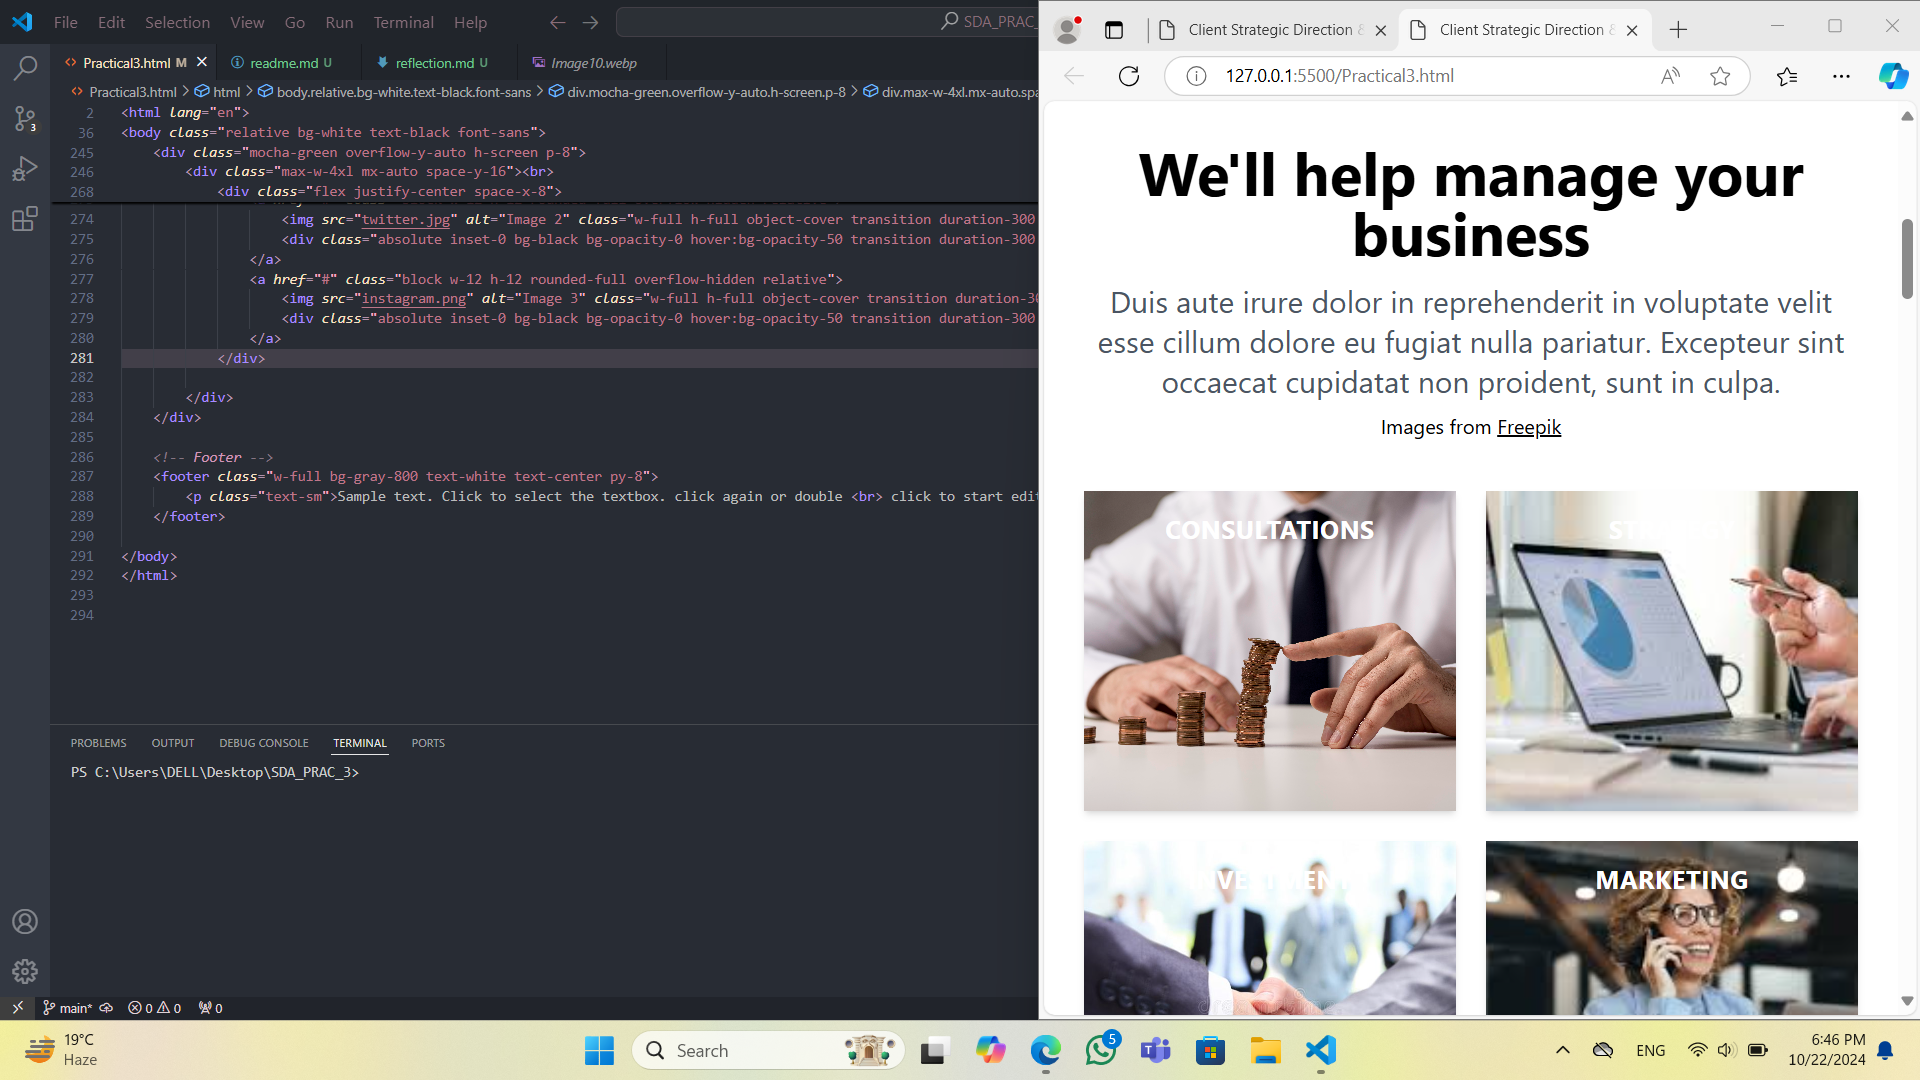 File Edit Selection View Go Run Terminal Help
SDA_PRAC_
Practical3.html M
readme.md U
reflection.md U
Image10.webp
Practical3.html > html > body.relative.bg-white.text-black.font-sans > div.mocha-green.overflow-y-auto.h-screen.p-8 > div.max-w-4xl.mx-auto.spa
2 <html lang="en">
36 <body class="relative bg-white text-black font-sans">
245 <div class="mocha-green overflow-y-auto h-screen p-8">
246 <div class="max-w-4xl mx-auto space-y-16"><br>
268 <div class="flex justify-center space-x-8">
274 <img src="twitter.jpg" alt="Image 2" class="w-full h-full object-cover transition duration-300
275 <div class="absolute inset-0 bg-black bg-opacity-0 hover:bg-opacity-50 transition duration-300
276 </a>
277 <a href="#" class="block w-12 h-12 rounded-full overflow-hidden relative">
278 <img src="instagram.png" alt="Image 3" class="w-full h-full object-cover transition duration-30
279 <div class="absolute inset-0 bg-black bg-opacity-0 hover:bg-opacity-50 transition duration-300
280 </a>
281 </div>
282
283 </div>
284 </div>
285
286 <!-- Footer -->
287 <footer class="w-full bg-gray-800 text-white text-center py-8">
288 <p class="text-sm">Sample text. Click to select the textbox. click again or double <br> click to start edit
289 </footer>
290
291 </body>
292 </html>
293
294
PROBLEMS OUTPUT DEBUG CONSOLE TERMINAL PORTS
PS C:\Users\DELL\Desktop\SDA_PRAC_3>
3
main* 0 0 0
Client Strategic Direction &
Client Strategic Direction &
127.0.0.1:5500/Practical3.html
We'll help manage your
business
Duis aute irure dolor in reprehenderit in voluptate velit
esse cillum dolore eu fugiat nulla pariatur. Excepteur sint
occaecat cupidatat non proident, sunt in culpa.
Images from Freepik
CONSULTATIONS
INVESTMENT
MARKETING
19°C
Haze
Search
5
ENG
6:46 PM
10/22/2024